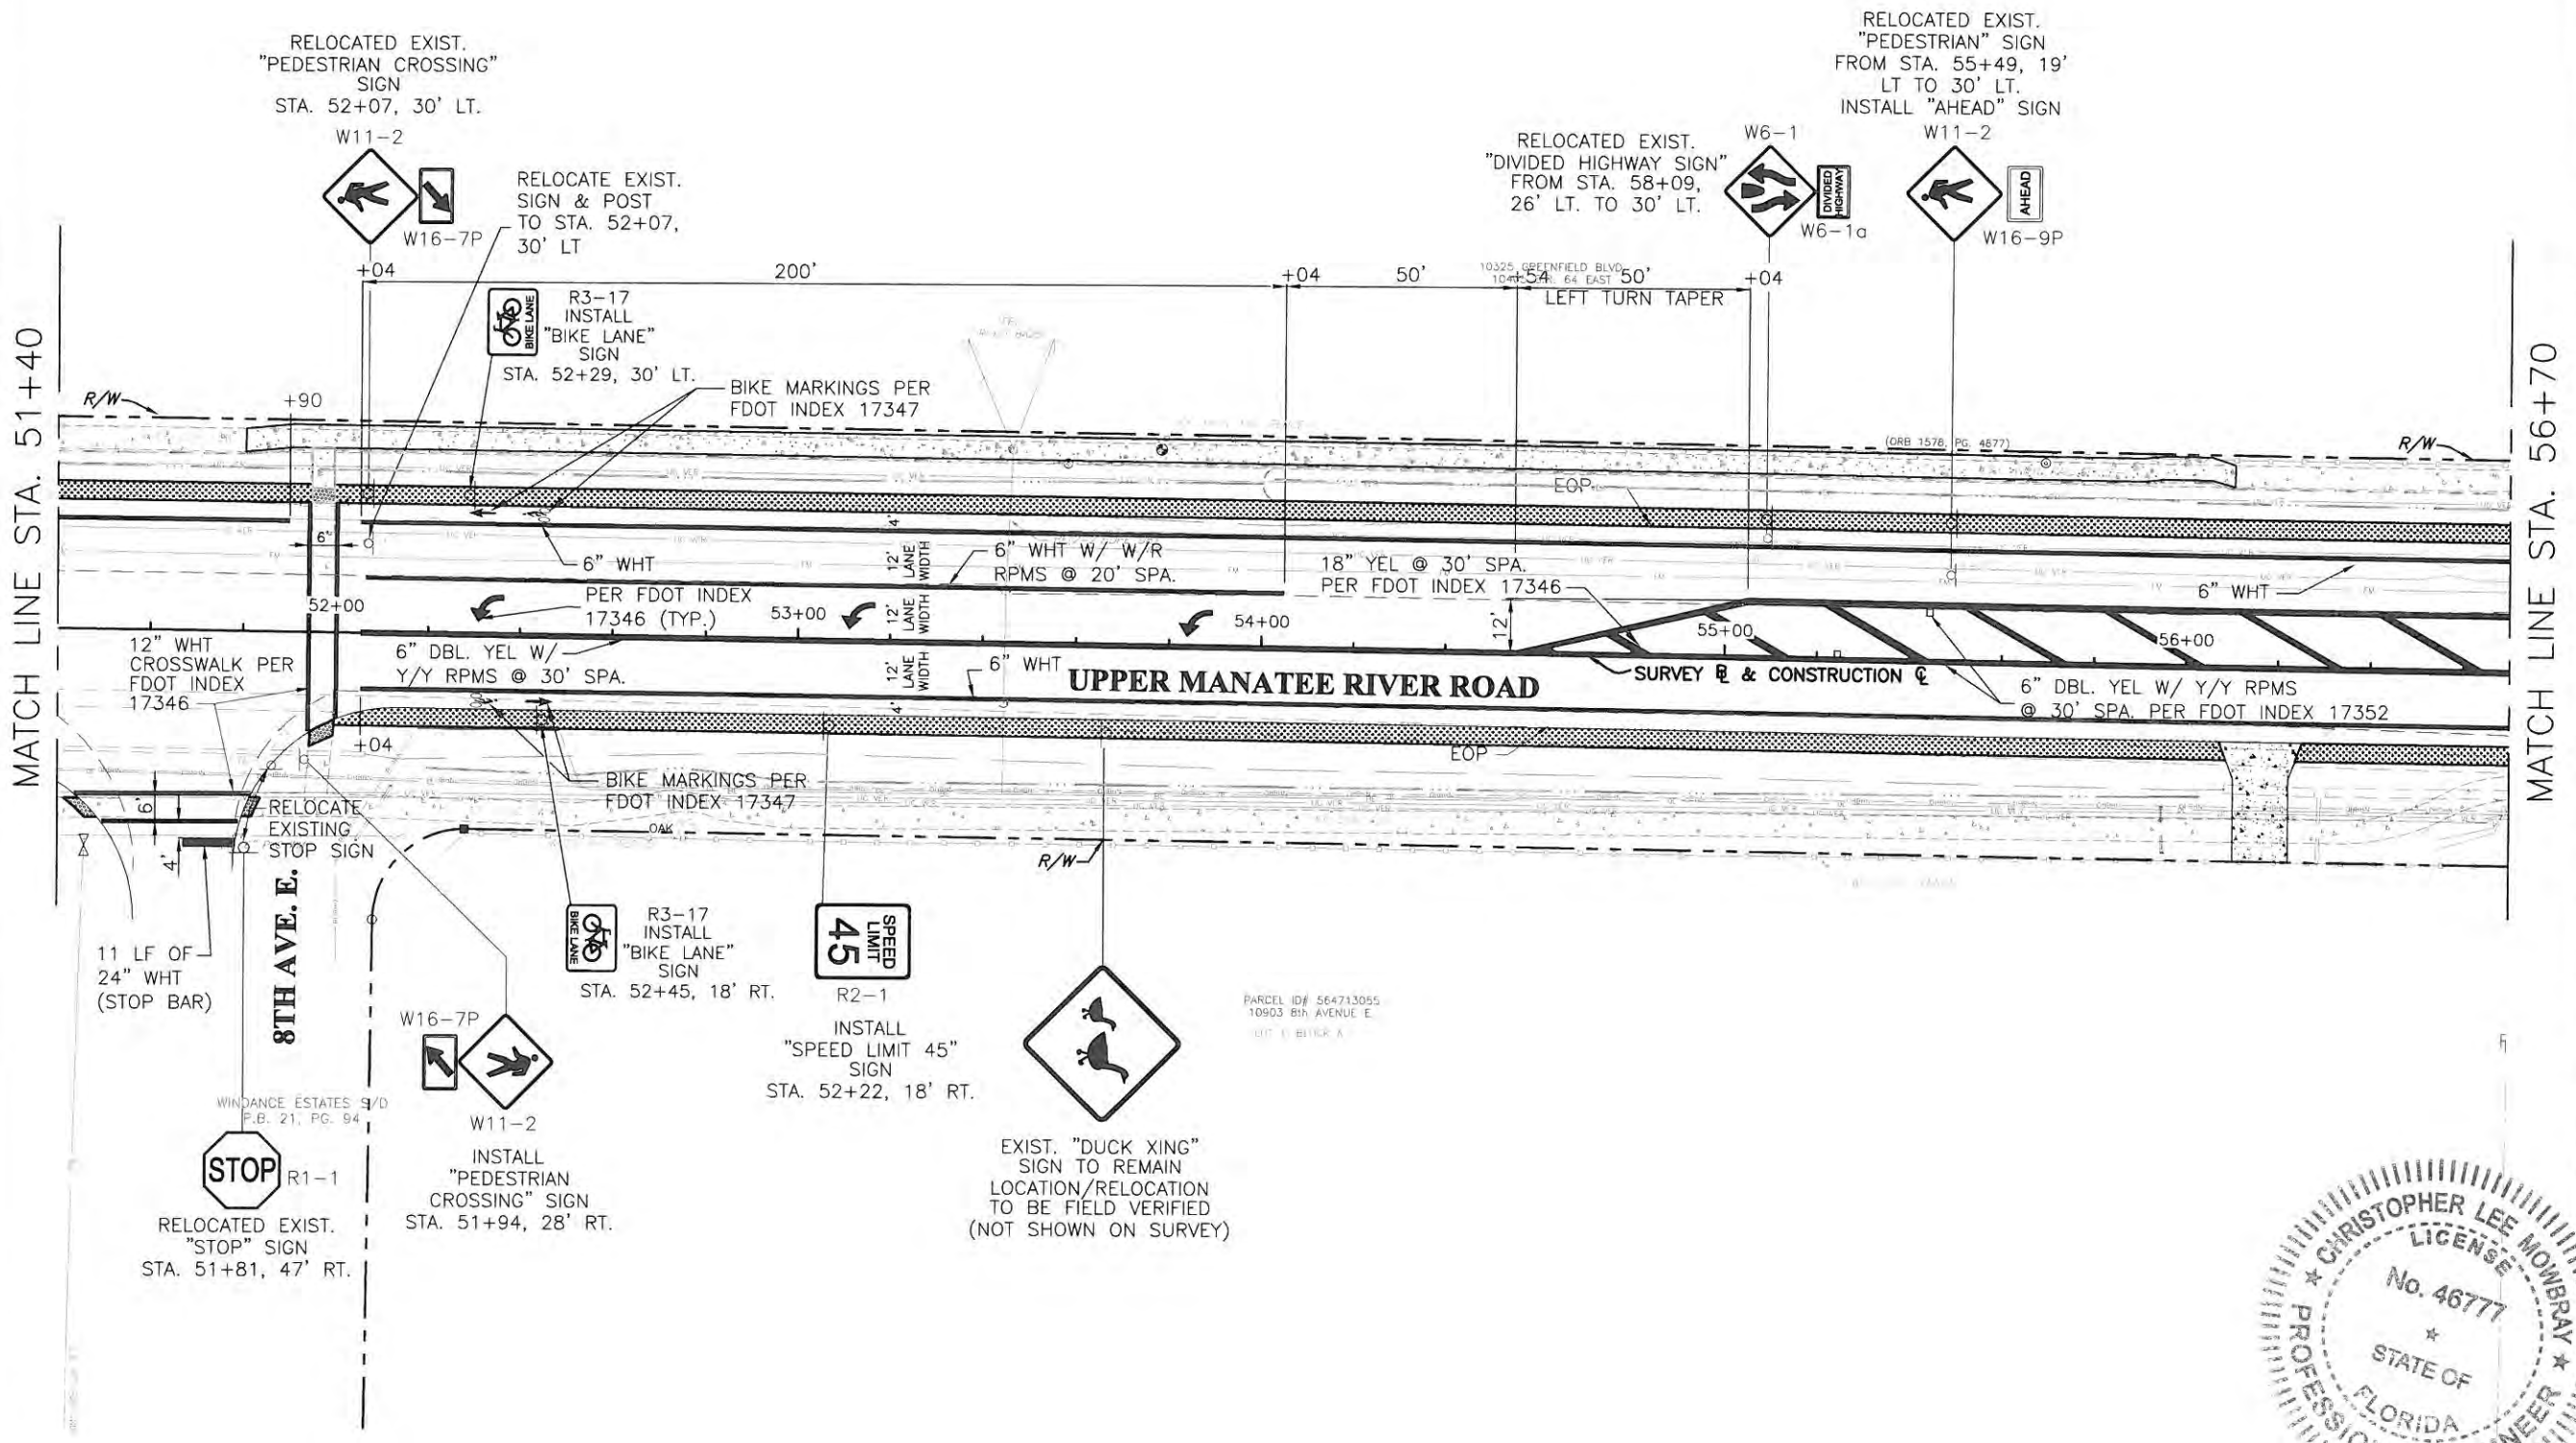 RELOCATED EXIST.
"PEDESTRIAN CROSSING"
SIGN
STA. 52+07, 30' LT.
W11-2
W16-7P
RELOCATE EXIST.
SIGN & POST
TO STA. 52+07,
30' LT
RELOCATED EXIST.
"DIVIDED HIGHWAY SIGN"
FROM STA. 58+09,
26' LT. TO 30' LT.
W6-1
DIVIDED
HIGHWAY
W6-1a
RELOCATED EXIST.
"PEDESTRIAN" SIGN
FROM STA. 55+49, 19'
LT TO 30' LT.
INSTALL "AHEAD" SIGN
W11-2
AHEAD
W16-9P
+04
200'
+04
50'
10325 GREENFIELD BLVD
64 EAST
+54
50'
+04
LEFT TURN TAPER
BIKE LANE
R3-17
INSTALL
"BIKE LANE"
SIGN
STA. 52+29, 30' LT.
BIKE MARKINGS PER
FDOT INDEX 17347
MATCH LINE STA. 51+40
MATCH LINE STA. 56+70
R/W
+90
(ORB 1578, PG. 4877)
R/W
EOP
6'
6" WHT
4'
12'
LANE
WIDTH
6" WHT W/ W/R
RPMS @ 20' SPA.
18" YEL @ 30' SPA.
PER FDOT INDEX 17346
6" WHT
52+00
PER FDOT INDEX
17346 (TYP.)
53+00
12'
LANE
WIDTH
54+00
12'
55+00
56+00
12" WHT
CROSSWALK PER
FDOT INDEX
17346
6" DBL. YEL W/
Y/Y RPMS @ 30' SPA.
12'
LANE
WIDTH
4'
6" WHT
UPPER MANATEE RIVER ROAD
SURVEY BL & CONSTRUCTION CL
6" DBL. YEL W/ Y/Y RPMS
@ 30' SPA. PER FDOT INDEX 17352
+04
EOP
BIKE MARKINGS PER
FDOT INDEX 17347
6'
RELOCATE
EXISTING
STOP SIGN
4'
OAK
R/W
8TH AVE. E.
11 LF OF
24" WHT
(STOP BAR)
BIKE LANE
R3-17
INSTALL
"BIKE LANE"
SIGN
STA. 52+45, 18' RT.
SPEED
LIMIT
45
R2-1
INSTALL
"SPEED LIMIT 45"
SIGN
STA. 52+22, 18' RT.
PARCEL ID# 564713055
10903 8th AVENUE E.
W16-7P
W11-2
INSTALL
"PEDESTRIAN
CROSSING" SIGN
STA. 51+94, 28' RT.
WINDANCE ESTATES S/D
P.B. 21, PG. 94
STOP
R1-1
RELOCATED EXIST.
"STOP" SIGN
STA. 51+81, 47' RT.
EXIST. "DUCK XING"
SIGN TO REMAIN
LOCATION/RELOCATION
TO BE FIELD VERIFIED
(NOT SHOWN ON SURVEY)
CHRISTOPHER LEE MOWBRAY
LICENSE
No. 46777
STATE OF
FLORIDA